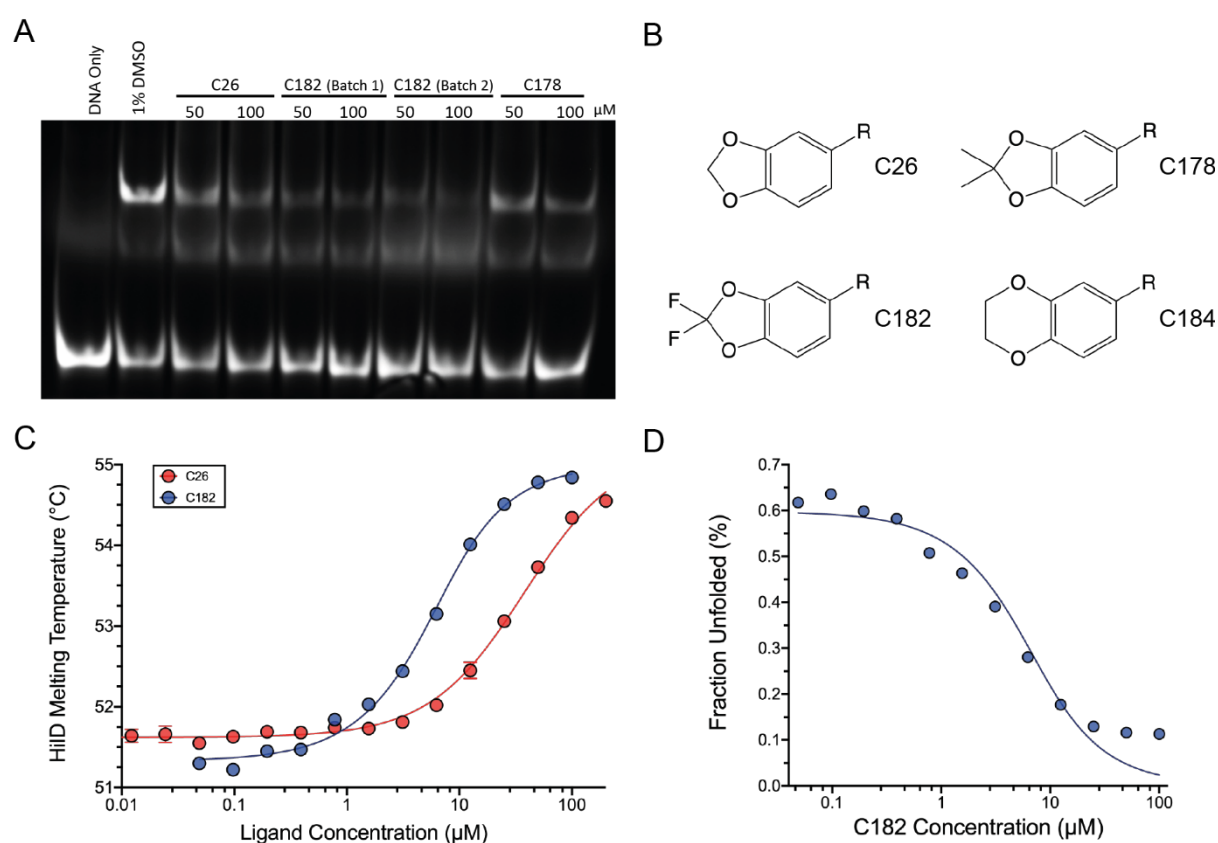 A
DNA Only
1% DMSO
C26
C182 (Batch 1)
C182 (Batch 2)
C178
50
100
50
100
50
100
50
100
µM
B
O
O
R
C26
O
O
R
C178
F
F
O
O
R
C182
O
O
R
C184
C
HilD Melting Temperature (°C)
55
54
53
52
51
C26
C182
0.01
0.1
1
10
100
Ligand Concentration (µM)
D
Fraction Unfolded (%)
0.7
0.6
0.5
0.4
0.3
0.2
0.1
0.0
0.1
1
10
100
C182 Concentration (µM)